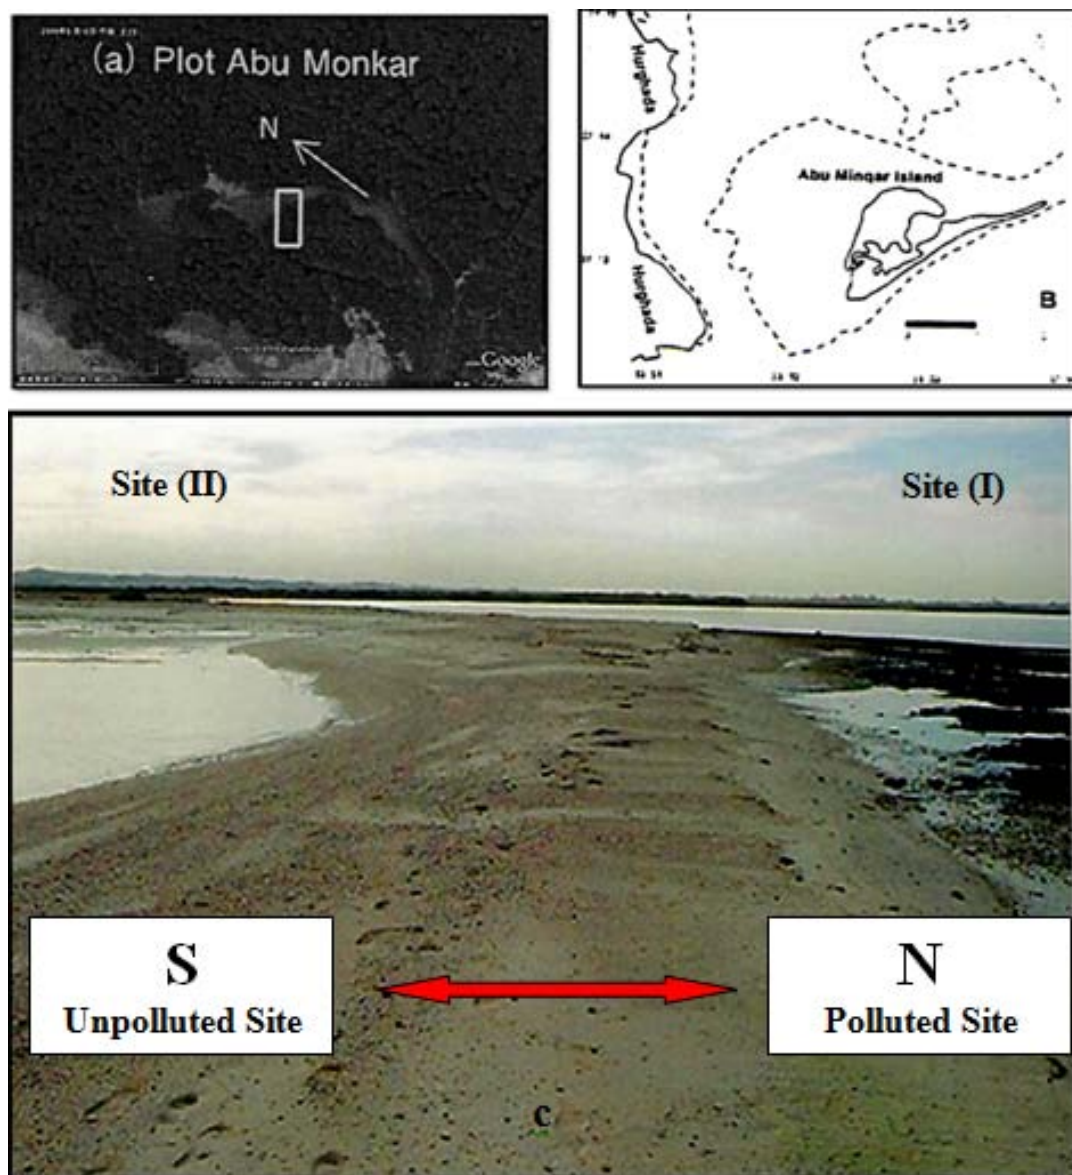 (a) Plot Abu Monkar
N
Google
Hurghada
Hurghada
Abu Minqar Island
B
Site (II)
Site (I)
S
Unpolluted Site
N
Polluted Site
c